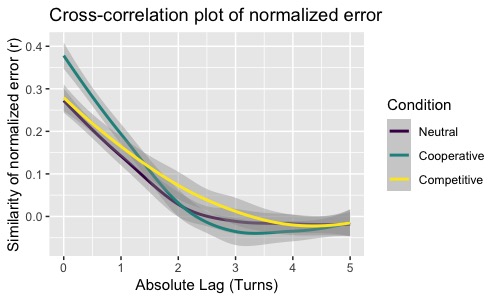 Cross-correlation plot of normalized error
Similarity of normalized error (r)
0.4
0.3
0.2
0.1
0.0
0 1 2 3 4 5
Absolute Lag (Turns)
Condition
Neutral
Cooperative
Competitive